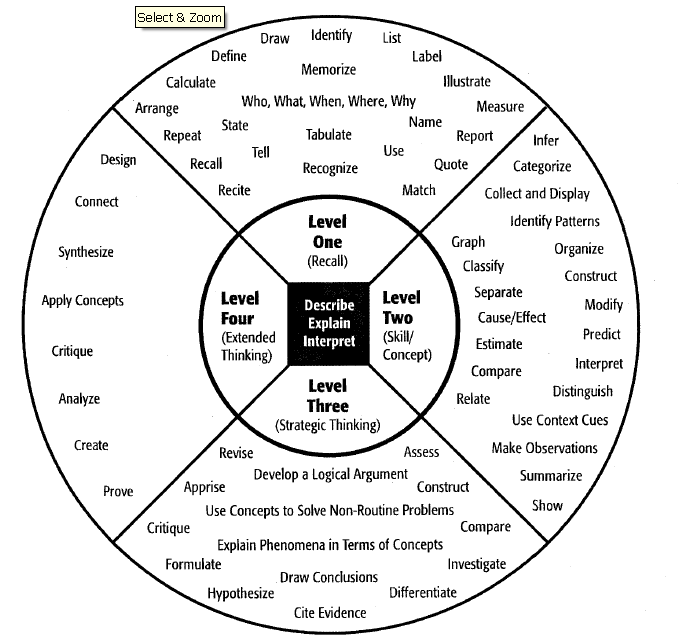 Select & Zoom
Draw
Identify
List
Define
Label
Memorize
Calculate
Illustrate
Who, What, When, Where, Why
Arrange
Measure
State
Name
Repeat
Tabulate
Report
Tell
Use
Recall
Recognize
Quote
Recite
Match
Infer
Categorize
Collect and Display
Identify Patterns
Graph
Organize
Classify
Construct
Separate
Modify
Cause/Effect
Predict
Estimate
Interpret
Compare
Distinguish
Relate
Use Context Cues
Make Observations
Summarize
Show
Design
Connect
Synthesize
Apply Concepts
Critique
Analyze
Create
Prove
Level
One
(Recall)
Level
Four
(Extended
Thinking)
Describe
Explain
Interpret
Level
Two
(Skill/
Concept)
Level
Three
(Strategic Thinking)
Revise
Assess
Develop a Logical Argument
Apprise
Construct
Use Concepts to Solve Non-Routine Problems
Critique
Compare
Explain Phenomena in Terms of Concepts
Formulate
Investigate
Draw Conclusions
Hypothesize
Differentiate
Cite Evidence